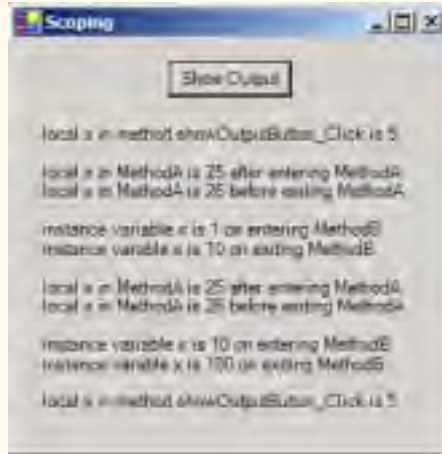 Scoping
Show Output
local x in method showOutputButton_Click is 5
local x in MethodA is 25 after entering MethodA
local x in MethodA is 26 before exiting MethodA
instance variable x is 1 on entering MethodB
instance variable x is 10 on exiting MethodB
local x in MethodA is 25 after entering MethodA
local x in MethodA is 26 before exiting MethodA
instance variable x is 10 on entering MethodB
instance variable x is 100 on exiting MethodB
local x in method showOutputButton_Click is 5